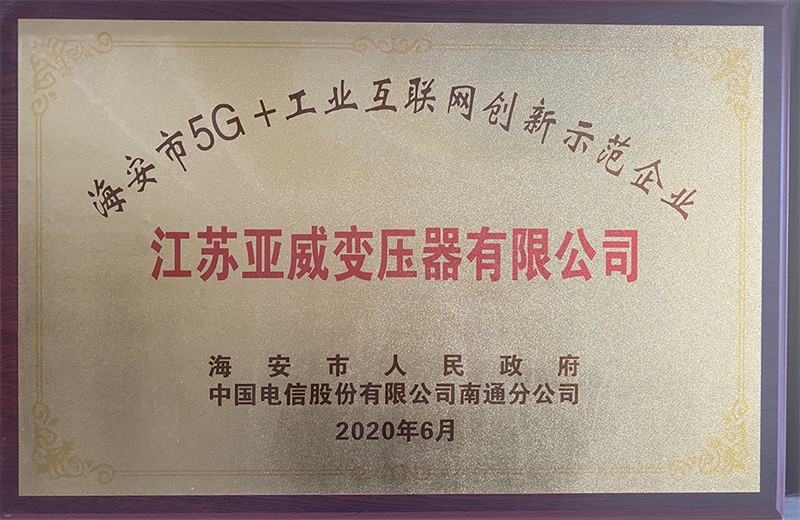 海安市5G+工业互联网创新示范企业
江苏亚威变压器有限公司
海安市人民政府
中国电信股份有限公司南通分公司
2020年6月